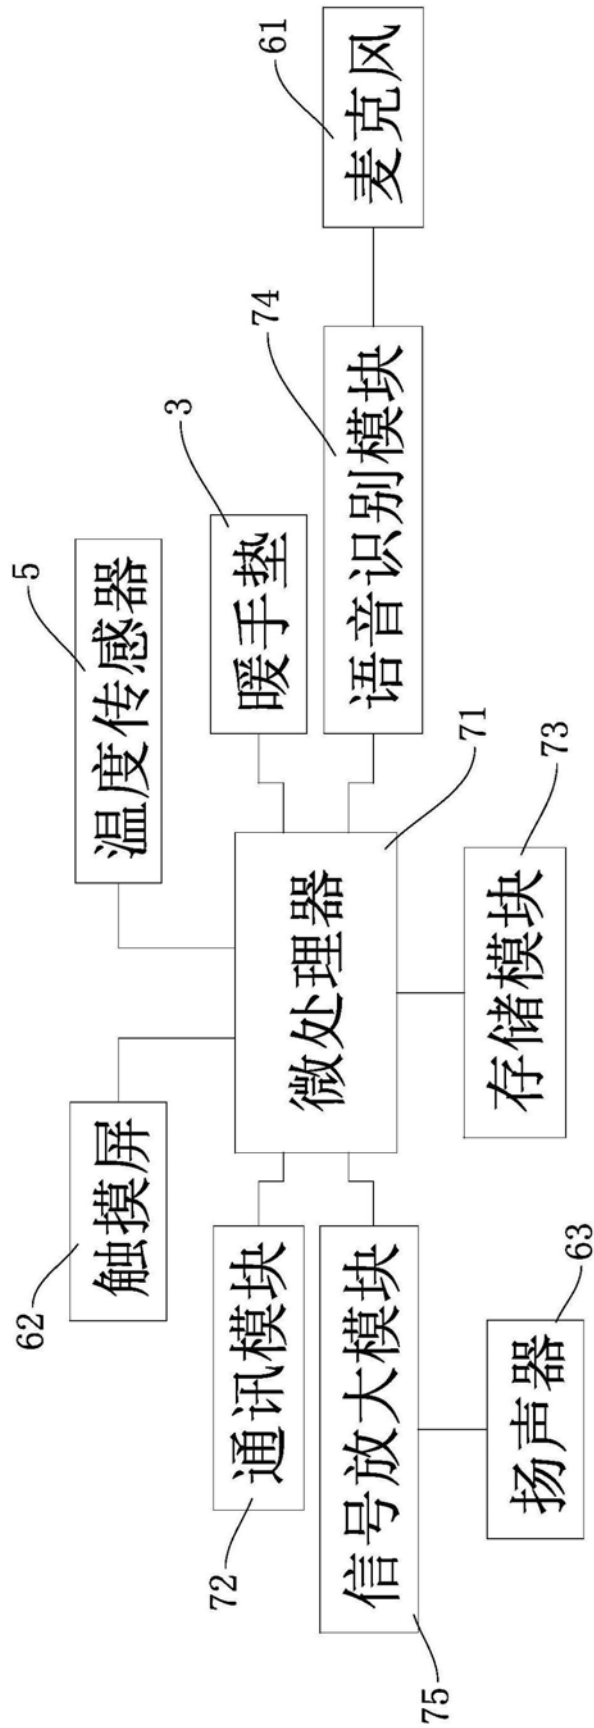 62
5
触摸屏
温度传感器
72
3
74
61
通讯模块
暖手垫
微处理器
信号放大模块
语音识别模块
麦克风
75
71
扬声器
存储模块
63
73